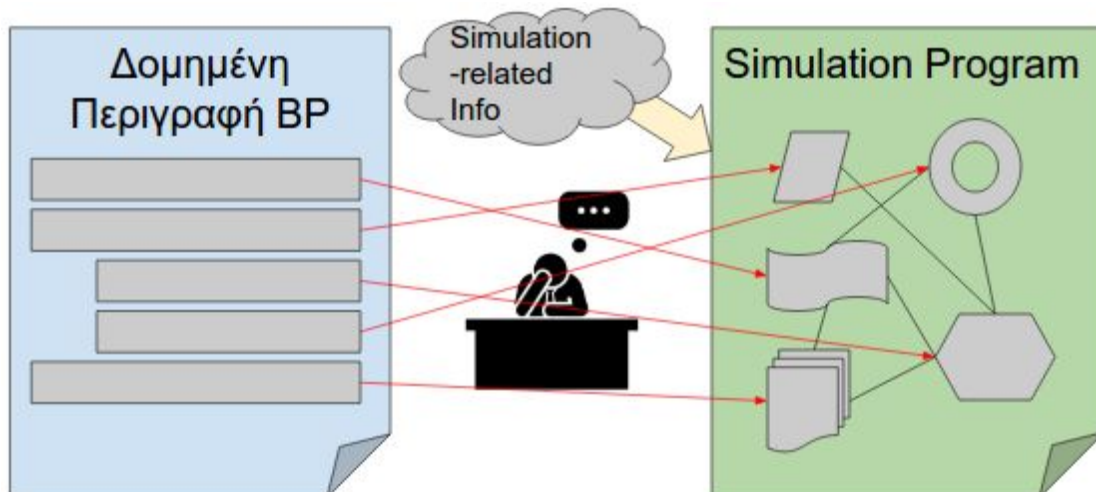 Δομημένη
Περιγραφή BP
Simulation
-related
Info
Simulation Program